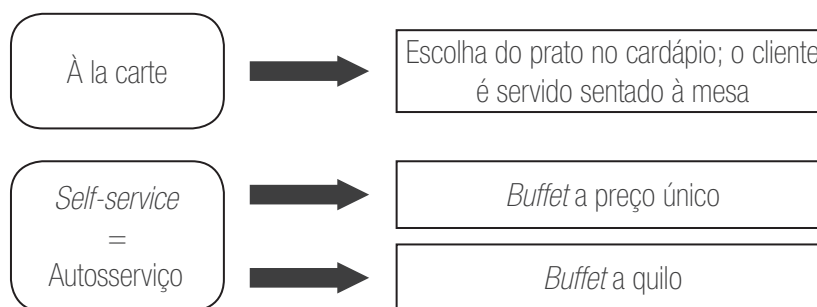 À la carte
Escolha do prato no cardápio; o cliente
é servido sentado à mesa
Self-service
=
Autosserviço
Buffet a preço único
Buffet a quilo